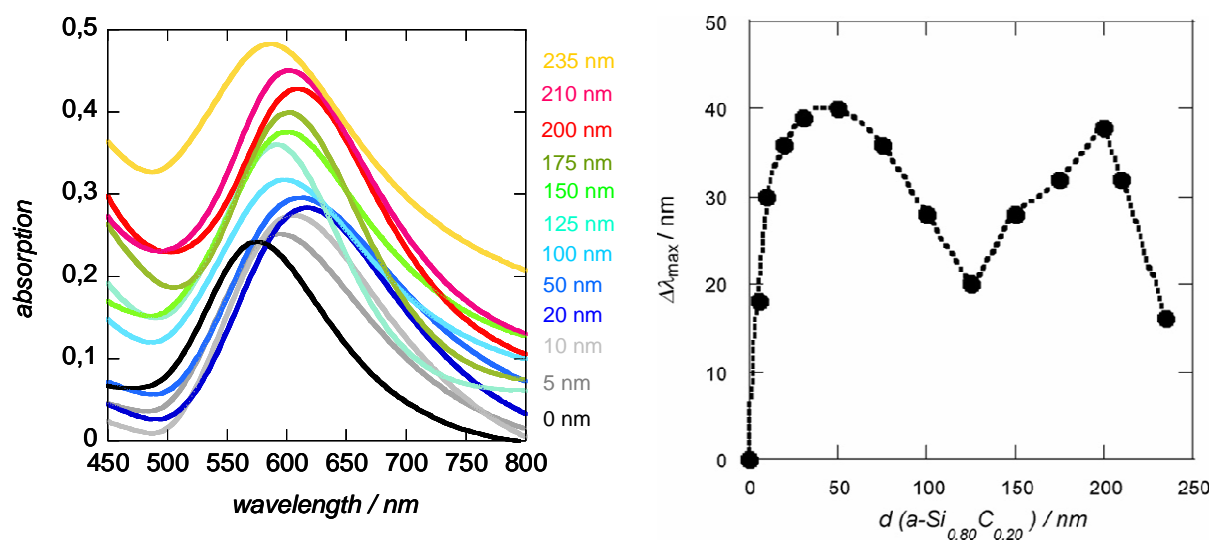 0,5
0,4
0,3
0,2
0,1
0
absorption
450 500 550 600 650 700 750 800
wavelength / nm
235 nm
210 nm
200 nm
175 nm
150 nm
125 nm
100 nm
50 nm
20 nm
10 nm
5 nm
0 nm
50
40
30
20
10
0
Δλmax / nm
0 50 100 150 200 250
d (a-Si0.80C0.20) / nm